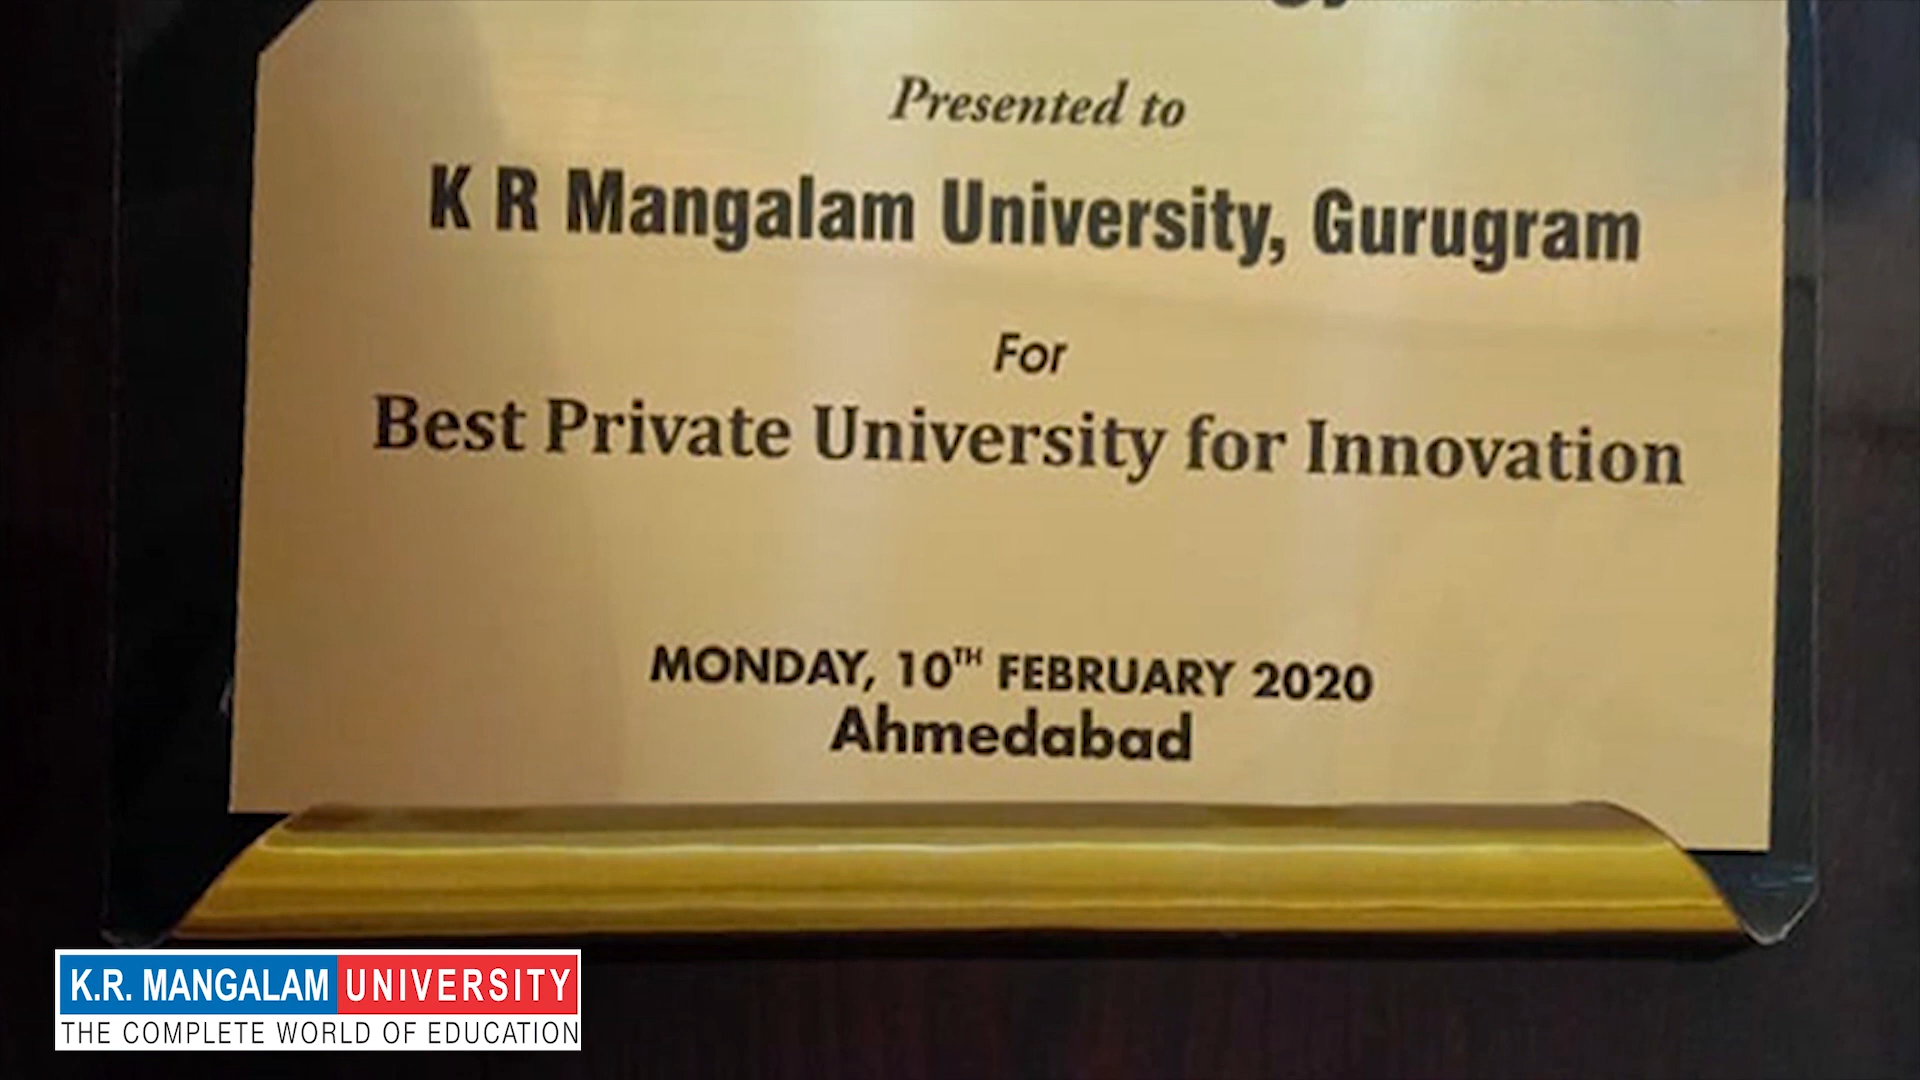 Presented to
K R Mangalam University, Gurugram
For
Best Private University for Innovation
MONDAY, 10TH FEBRUARY 2020
Ahmedabad
K.R. MANGALAM UNIVERSITY
THE COMPLETE WORLD OF EDUCATION